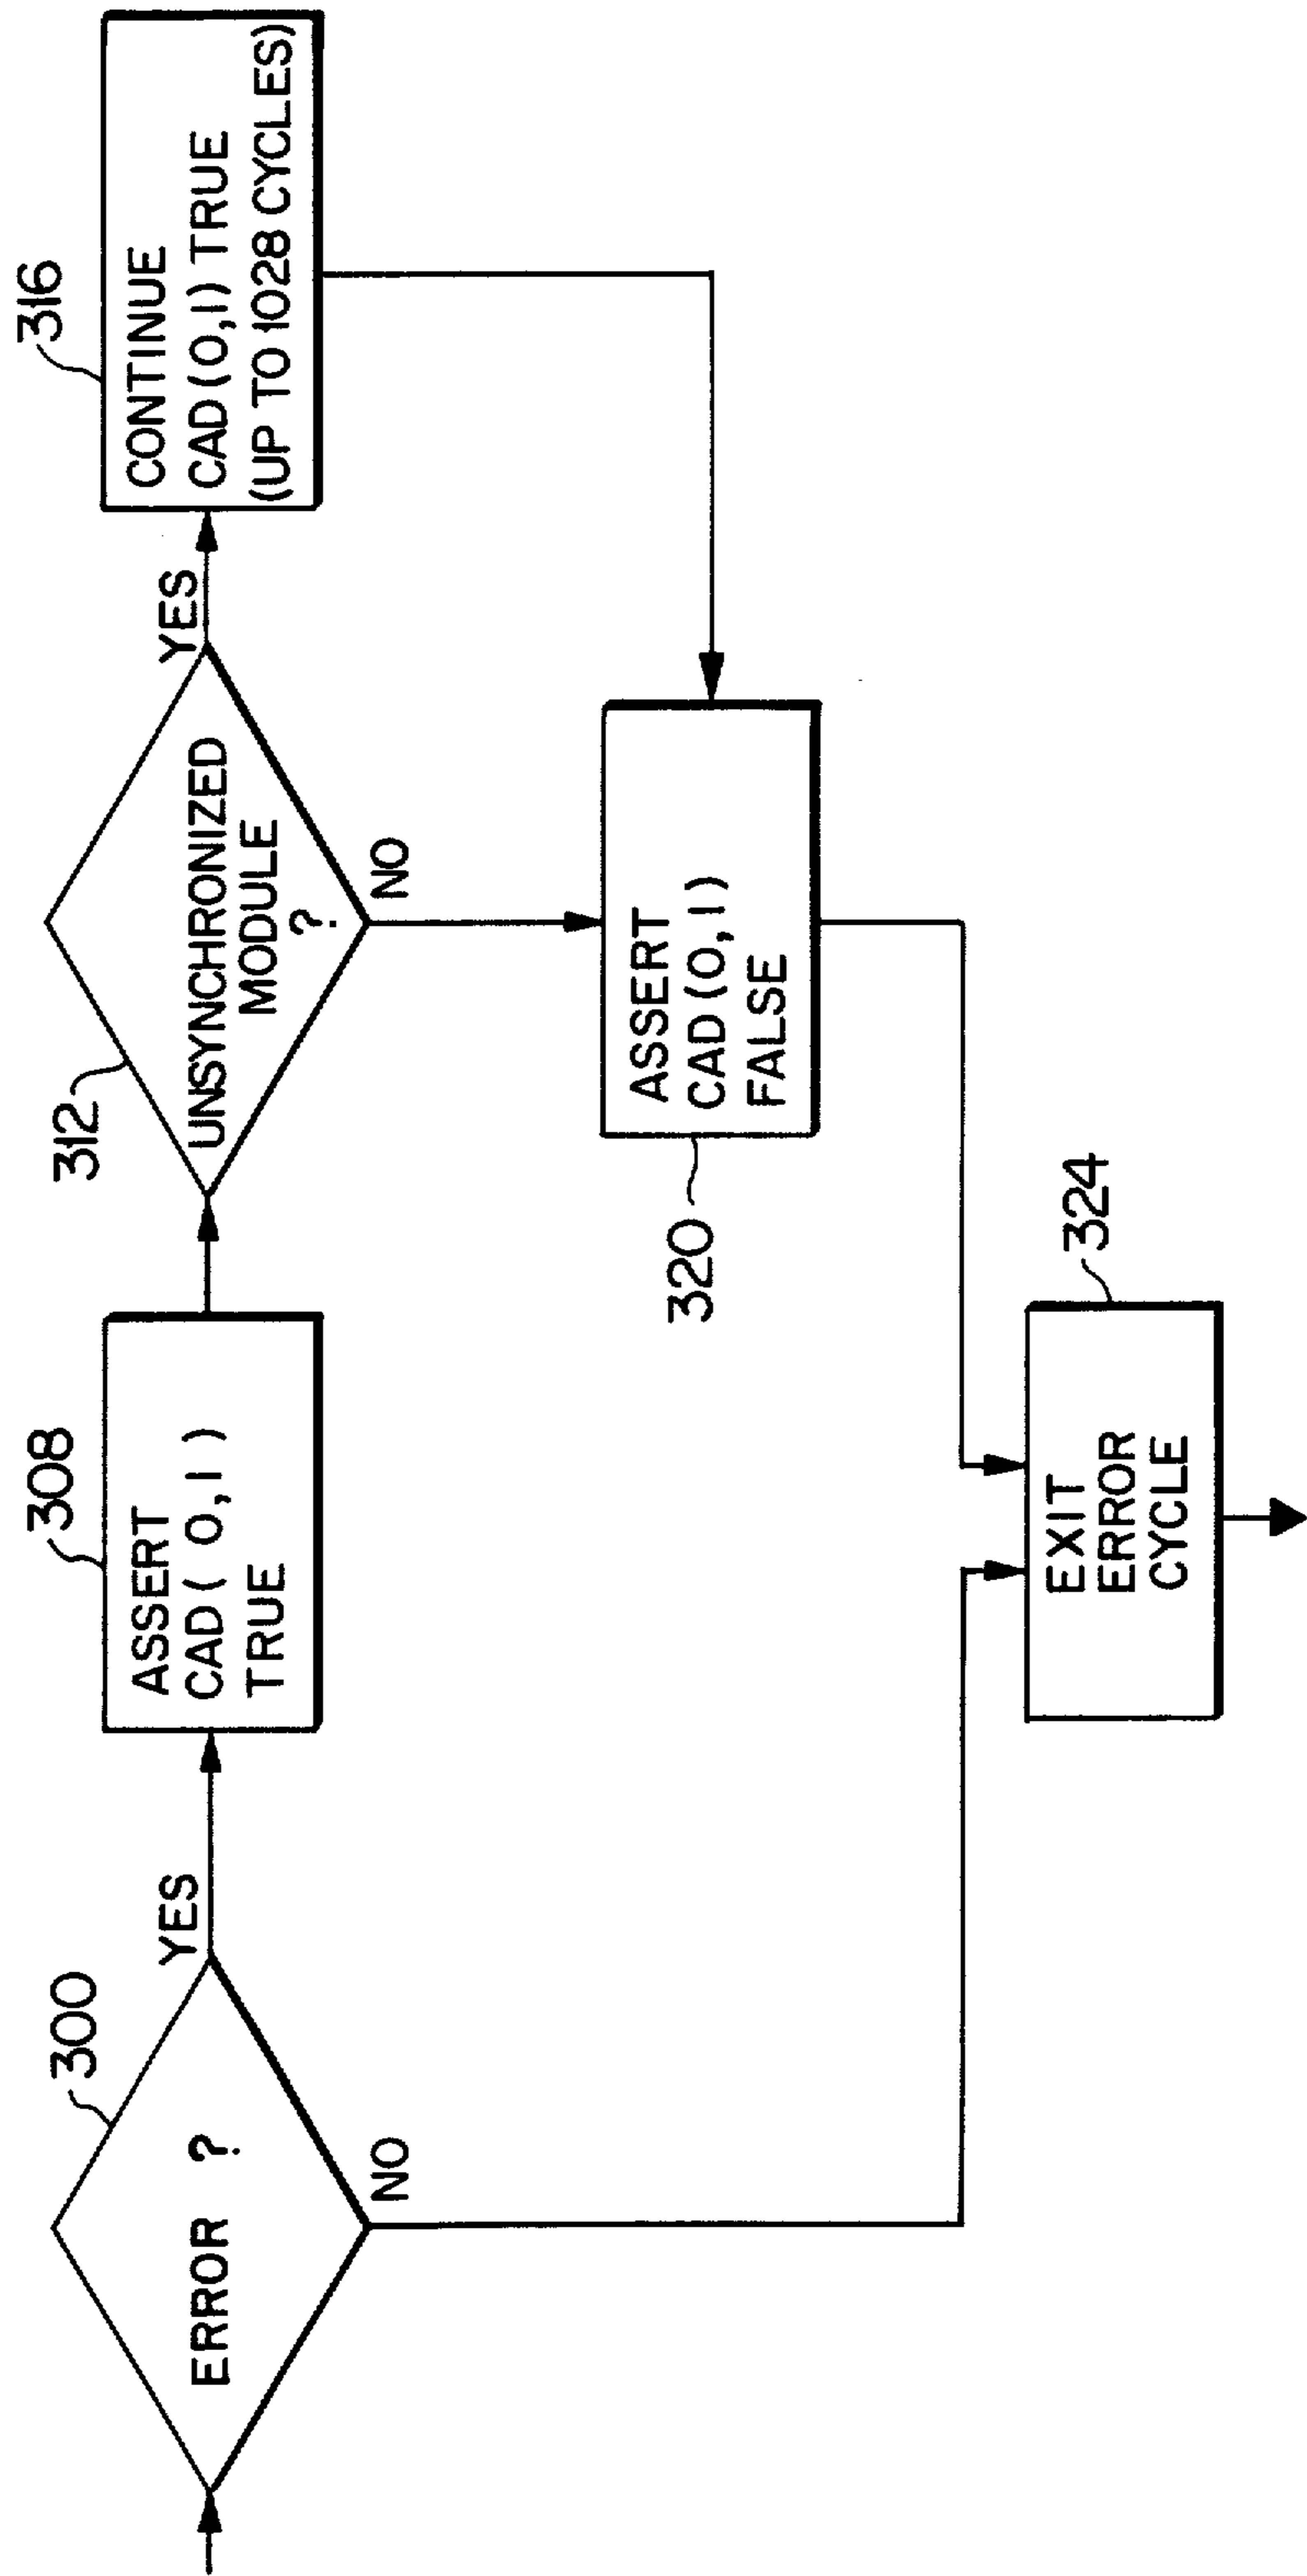 300
ERROR ?
YES
NO
308
ASSERT
CAD ( 0, 1 )
TRUE
312
UNSYNCHRONIZED
MODULE
?
YES
NO
316
CONTINUE
CAD (0, 1) TRUE
(UP TO 1028 CYCLES)
320
ASSERT
CAD (0, 1)
FALSE
324
EXIT
ERROR
CYCLE